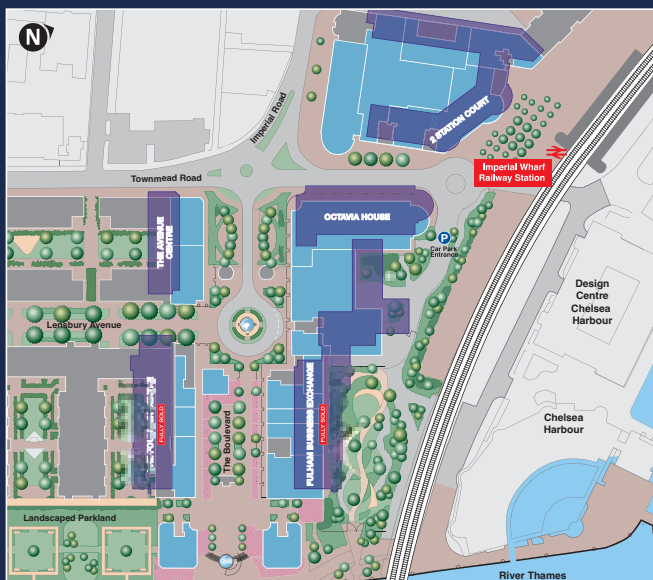 N
Imperial Road
2 STATION COURT
Imperial Wharf
Railway Station
Townmead Road
THE AVENUE
CENTRE
OCTAVIA HOUSE
P
Car Park
Entrance
Design
Centre
Chelsea
Harbour
Lensbury Avenue
FULLY SOLD
The Boulevard
FULHAM BUSINESS EXCHANGE
FULLY SOLD
Chelsea
Harbour
Landscaped Parkland
River Thames